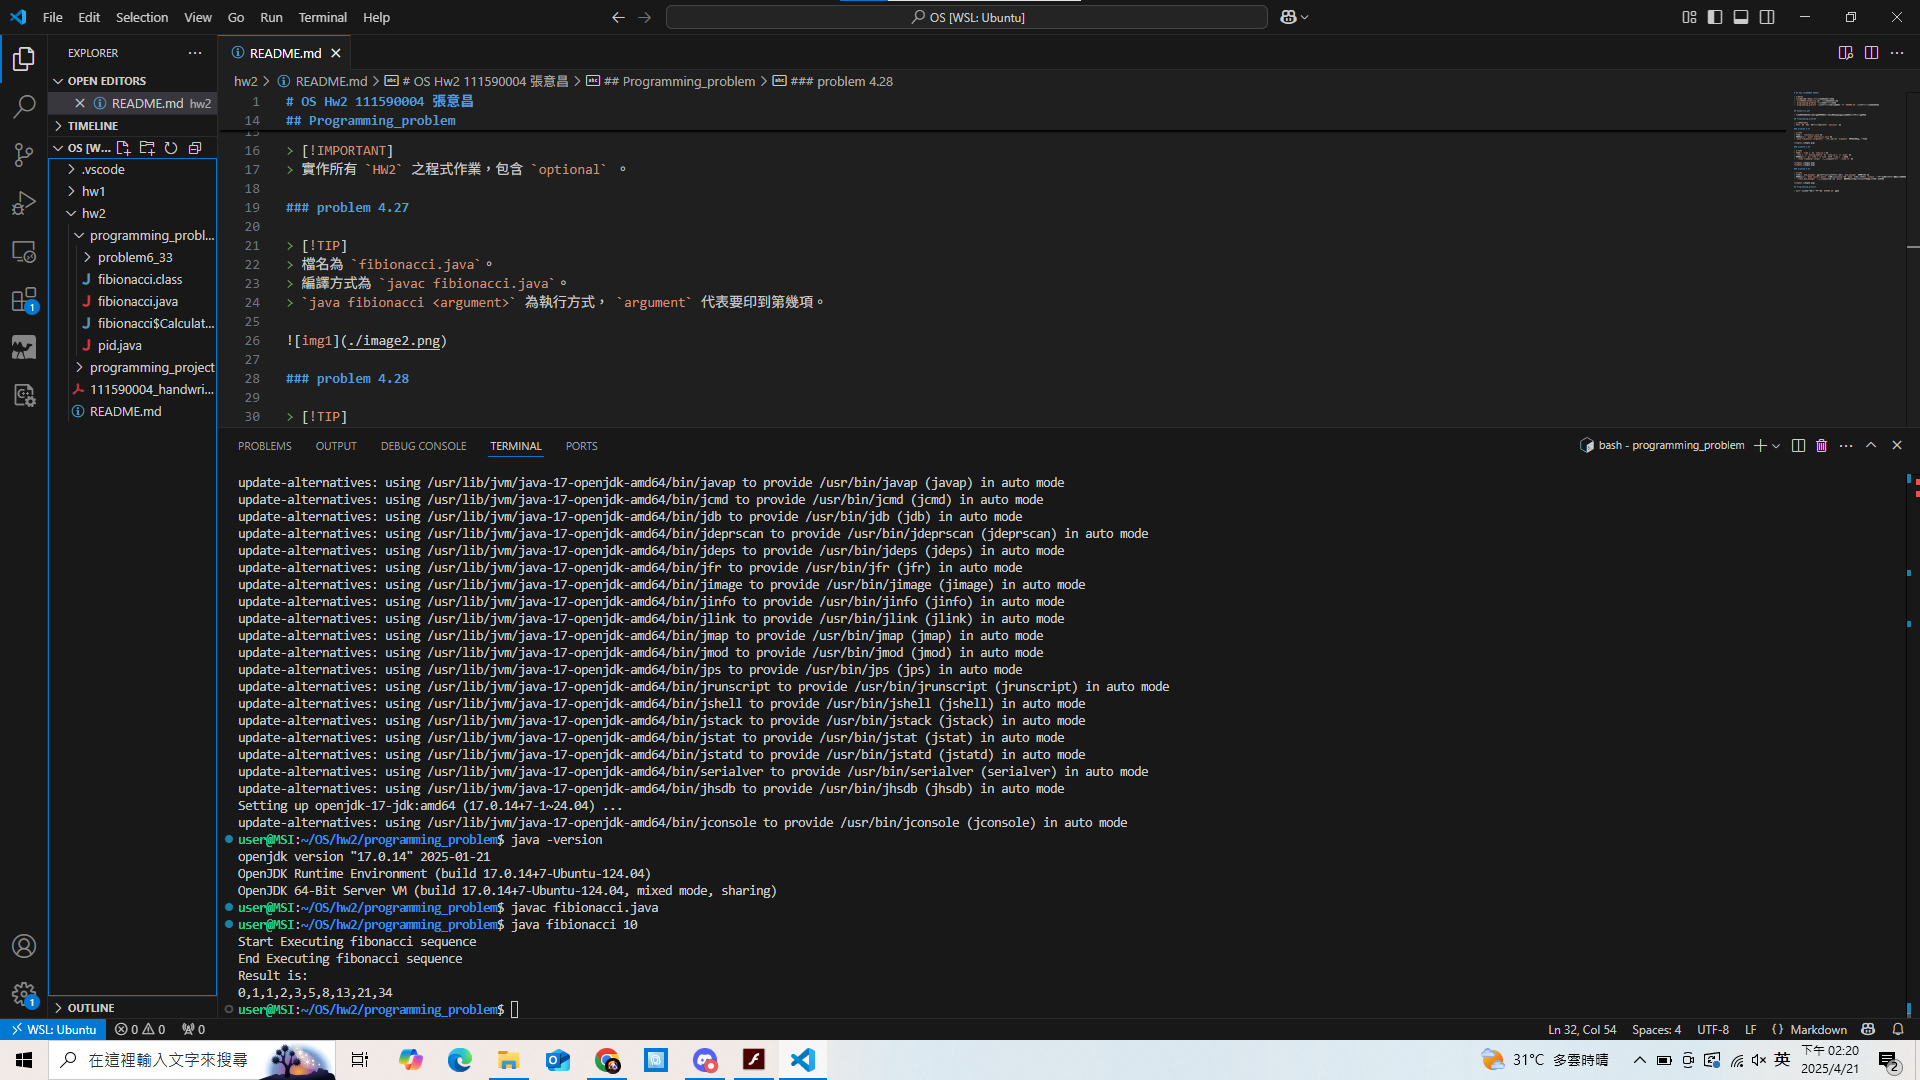 File Edit Selection View Go Run Terminal Help
OS [WSL: Ubuntu]
EXPLORER
OPEN EDITORS
README.md hw2
TIMELINE
OS [W...
.vscode
hw1
hw2
programming_probl...
problem6_33
fibionacci.class
fibionacci.java
fibionacci$Calculat...
pid.java
programming_project
111590004_handwri...
README.md
OUTLINE
README.md
hw2 > README.md > # OS Hw2 111590004 張意昌 > ## Programming_problem > ### problem 4.28
1 # OS Hw2 111590004 張意昌
14 ## Programming_problem
15
16 > [!IMPORTANT]
17 > 實作所有 `HW2` 之程式作業，包含 `optional` 。
18
19 ### problem 4.27
20
21 > [!TIP]
22 > 檔名為 `fibionacci.java`。
23 > 編譯方式為 `javac fibionacci.java`。
24 > `java fibionacci <argument>` 為執行方式， `argument` 代表要印到第幾項。
25
26 ![img1](./image2.png)
27
28 ### problem 4.28
29
30 > [!TIP]
PROBLEMS OUTPUT DEBUG CONSOLE TERMINAL PORTS
bash - programming_problem
update-alternatives: using /usr/lib/jvm/java-17-openjdk-amd64/bin/javap to provide /usr/bin/javap (javap) in auto mode
update-alternatives: using /usr/lib/jvm/java-17-openjdk-amd64/bin/jcmd to provide /usr/bin/jcmd (jcmd) in auto mode
update-alternatives: using /usr/lib/jvm/java-17-openjdk-amd64/bin/jdb to provide /usr/bin/jdb (jdb) in auto mode
update-alternatives: using /usr/lib/jvm/java-17-openjdk-amd64/bin/jdeprscan to provide /usr/bin/jdeprscan (jdeprscan) in auto mode
update-alternatives: using /usr/lib/jvm/java-17-openjdk-amd64/bin/jdeps to provide /usr/bin/jdeps (jdeps) in auto mode
update-alternatives: using /usr/lib/jvm/java-17-openjdk-amd64/bin/jfr to provide /usr/bin/jfr (jfr) in auto mode
update-alternatives: using /usr/lib/jvm/java-17-openjdk-amd64/bin/jimage to provide /usr/bin/jimage (jimage) in auto mode
update-alternatives: using /usr/lib/jvm/java-17-openjdk-amd64/bin/jinfo to provide /usr/bin/jinfo (jinfo) in auto mode
update-alternatives: using /usr/lib/jvm/java-17-openjdk-amd64/bin/jlink to provide /usr/bin/jlink (jlink) in auto mode
update-alternatives: using /usr/lib/jvm/java-17-openjdk-amd64/bin/jmap to provide /usr/bin/jmap (jmap) in auto mode
update-alternatives: using /usr/lib/jvm/java-17-openjdk-amd64/bin/jmod to provide /usr/bin/jmod (jmod) in auto mode
update-alternatives: using /usr/lib/jvm/java-17-openjdk-amd64/bin/jps to provide /usr/bin/jps (jps) in auto mode
update-alternatives: using /usr/lib/jvm/java-17-openjdk-amd64/bin/jrunscript to provide /usr/bin/jrunscript (jrunscript) in auto mode
update-alternatives: using /usr/lib/jvm/java-17-openjdk-amd64/bin/jshell to provide /usr/bin/jshell (jshell) in auto mode
update-alternatives: using /usr/lib/jvm/java-17-openjdk-amd64/bin/jstack to provide /usr/bin/jstack (jstack) in auto mode
update-alternatives: using /usr/lib/jvm/java-17-openjdk-amd64/bin/jstat to provide /usr/bin/jstat (jstat) in auto mode
update-alternatives: using /usr/lib/jvm/java-17-openjdk-amd64/bin/jstatd to provide /usr/bin/jstatd (jstatd) in auto mode
update-alternatives: using /usr/lib/jvm/java-17-openjdk-amd64/bin/serialver to provide /usr/bin/serialver (serialver) in auto mode
update-alternatives: using /usr/lib/jvm/java-17-openjdk-amd64/bin/jhsdb to provide /usr/bin/jhsdb (jhsdb) in auto mode
Setting up openjdk-17-jdk:amd64 (17.0.14+7-1~24.04) ...
update-alternatives: using /usr/lib/jvm/java-17-openjdk-amd64/bin/jconsole to provide /usr/bin/jconsole (jconsole) in auto mode
user@MSI:~/OS/hw2/programming_problem$ java -version
openjdk version "17.0.14" 2025-01-21
OpenJDK Runtime Environment (build 17.0.14+7-Ubuntu-124.04)
OpenJDK 64-Bit Server VM (build 17.0.14+7-Ubuntu-124.04, mixed mode, sharing)
user@MSI:~/OS/hw2/programming_problem$ javac fibionacci.java
user@MSI:~/OS/hw2/programming_problem$ java fibionacci 10
Start Executing fibonacci sequence
End Executing fibonacci sequence
Result is:
0,1,1,2,3,5,8,13,21,34
user@MSI:~/OS/hw2/programming_problem$
WSL: Ubuntu 0 0 0
Ln 32, Col 54 Spaces: 4 UTF-8 LF {} Markdown
在這裡輸入文字來搜尋
31°C 多雲時晴
英
下午 02:20
2025/4/21
2